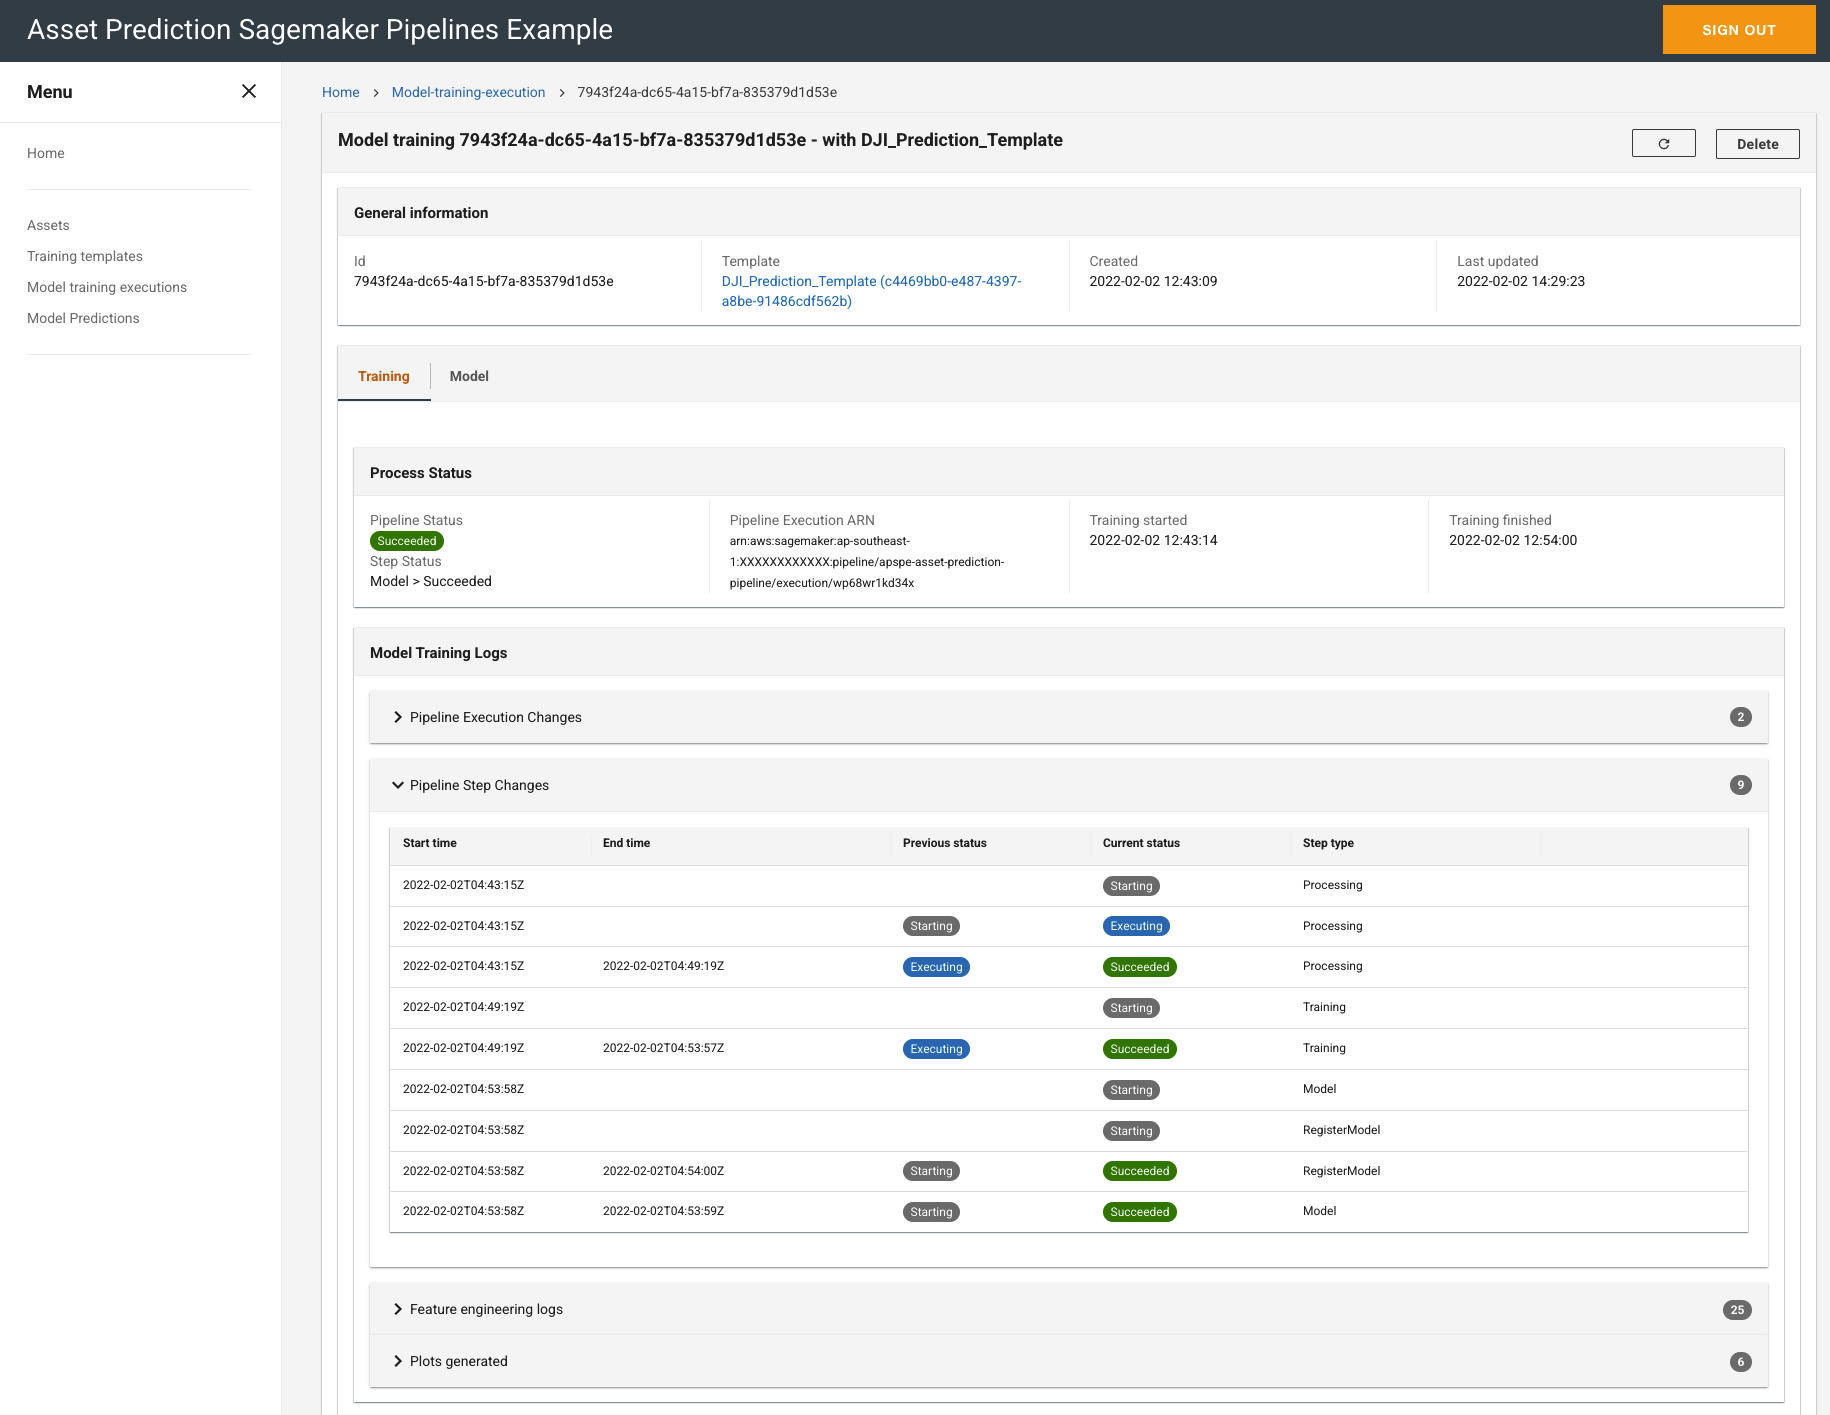 Asset Prediction Sagemaker Pipelines Example
SIGN OUT
Menu
Home
Assets
Training templates
Model training executions
Model Predictions
Home > Model-training-execution > 7943f24a-dc65-4a15-bf7a-835379d1d53e
Model training 7943f24a-dc65-4a15-bf7a-835379d1d53e - with DJI_Prediction_Template
Delete
General information
Id
7943f24a-dc65-4a15-bf7a-835379d1d53e
Template
DJI_Prediction_Template (c4469bb0-e487-4397-
a8be-91486cdf562b)
Created
2022-02-02 12:43:09
Last updated
2022-02-02 14:29:23
Training
Model
Process Status
Pipeline Status
Succeeded
Step Status
Model > Succeeded
Pipeline Execution ARN
arn:aws:sagemaker:ap-southeast-
1:XXXXXXXXXXXX:pipeline/apspe-asset-prediction-
pipeline/execution/wp68wr1kd34x
Training started
2022-02-02 12:43:14
Training finished
2022-02-02 12:54:00
Model Training Logs
Pipeline Execution Changes 2
Pipeline Step Changes 9
Start time End time Previous status Current status Step type
2022-02-02T04:43:15Z Starting Processing
2022-02-02T04:43:15Z Starting Executing Processing
2022-02-02T04:43:15Z 2022-02-02T04:49:19Z Executing Succeeded Processing
2022-02-02T04:49:19Z Starting Training
2022-02-02T04:49:19Z 2022-02-02T04:53:57Z Executing Succeeded Training
2022-02-02T04:53:58Z Starting Model
2022-02-02T04:53:58Z Starting RegisterModel
2022-02-02T04:53:58Z 2022-02-02T04:54:00Z Starting Succeeded RegisterModel
2022-02-02T04:53:58Z 2022-02-02T04:53:59Z Starting Succeeded Model
Feature engineering logs 25
Plots generated 6